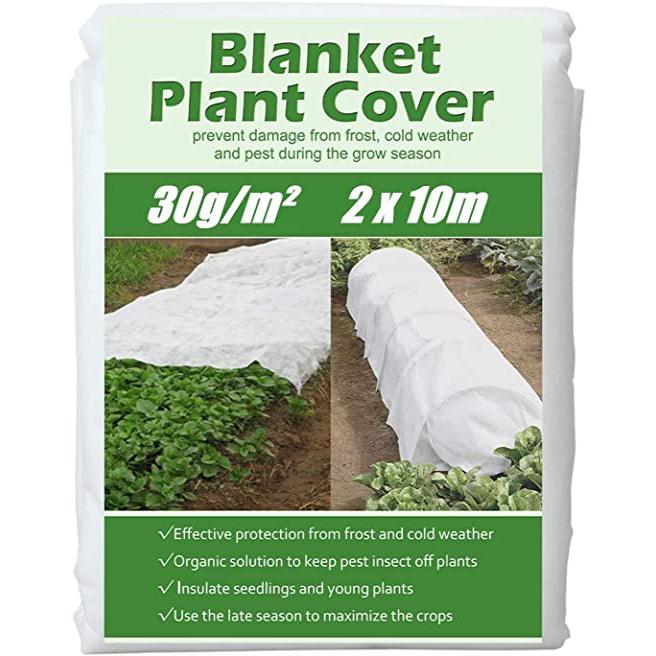 Blanket
Plant Cover
prevent damage from frost, cold weather
and pest during the grow season
30g/m² 2 x 10m
✓Effective protection from frost and cold weather
✓Organic solution to keep pest insect off plants
✓Insulate seedlings and young plants
✓Use the late season to maximize the crops